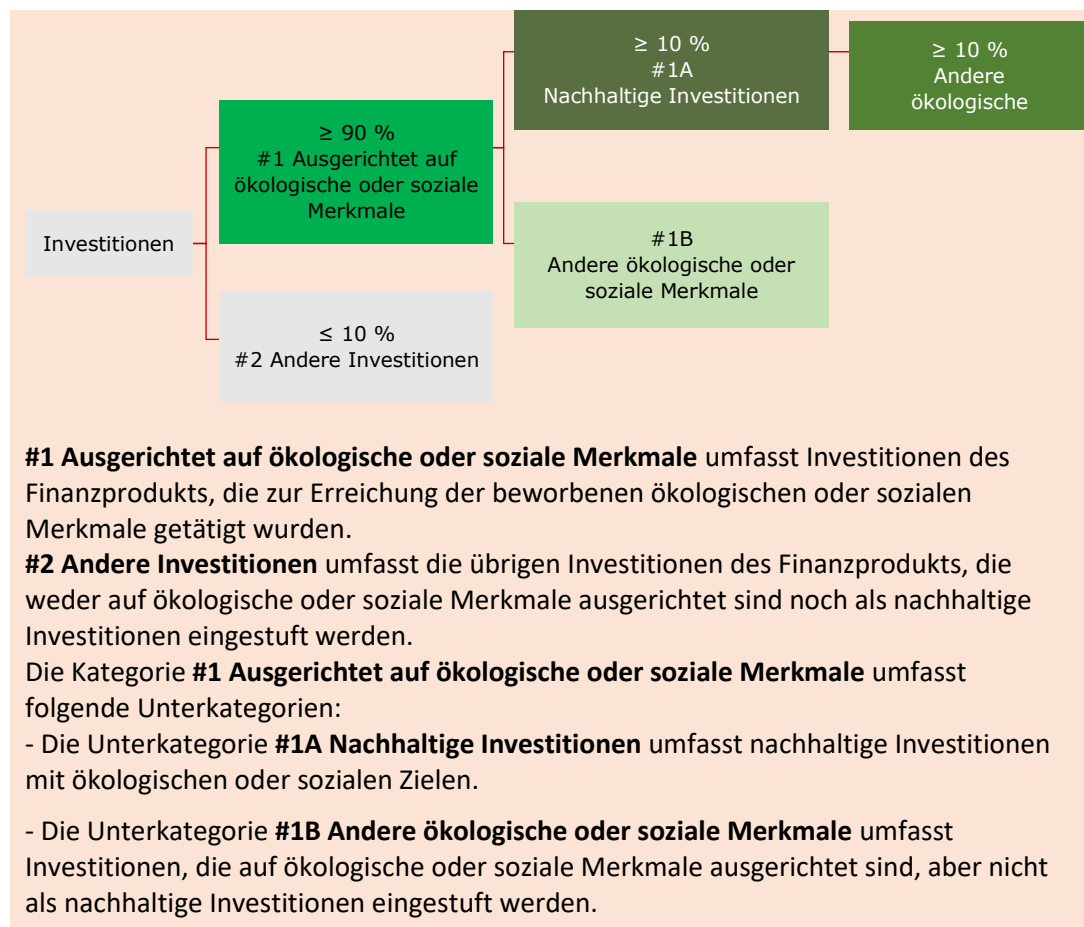 ≥ 10 %
#1A
Nachhaltige Investitionen
≥ 10 %
Andere
ökologische
≥ 90 %
#1 Ausgerichtet auf
ökologische oder soziale
Merkmale
Investitionen
#1B
Andere ökologische oder
soziale Merkmale
≤ 10 %
#2 Andere Investitionen
#1 Ausgerichtet auf ökologische oder soziale Merkmale umfasst Investitionen des
Finanzprodukts, die zur Erreichung der beworbenen ökologischen oder sozialen
Merkmale getätigt wurden.
#2 Andere Investitionen umfasst die übrigen Investitionen des Finanzprodukts, die
weder auf ökologische oder soziale Merkmale ausgerichtet sind noch als nachhaltige
Investitionen eingestuft werden.
Die Kategorie #1 Ausgerichtet auf ökologische oder soziale Merkmale umfasst
folgende Unterkategorien:
- Die Unterkategorie #1A Nachhaltige Investitionen umfasst nachhaltige Investitionen
mit ökologischen oder sozialen Zielen.
- Die Unterkategorie #1B Andere ökologische oder soziale Merkmale umfasst
Investitionen, die auf ökologische oder soziale Merkmale ausgerichtet sind, aber nicht
als nachhaltige Investitionen eingestuft werden.